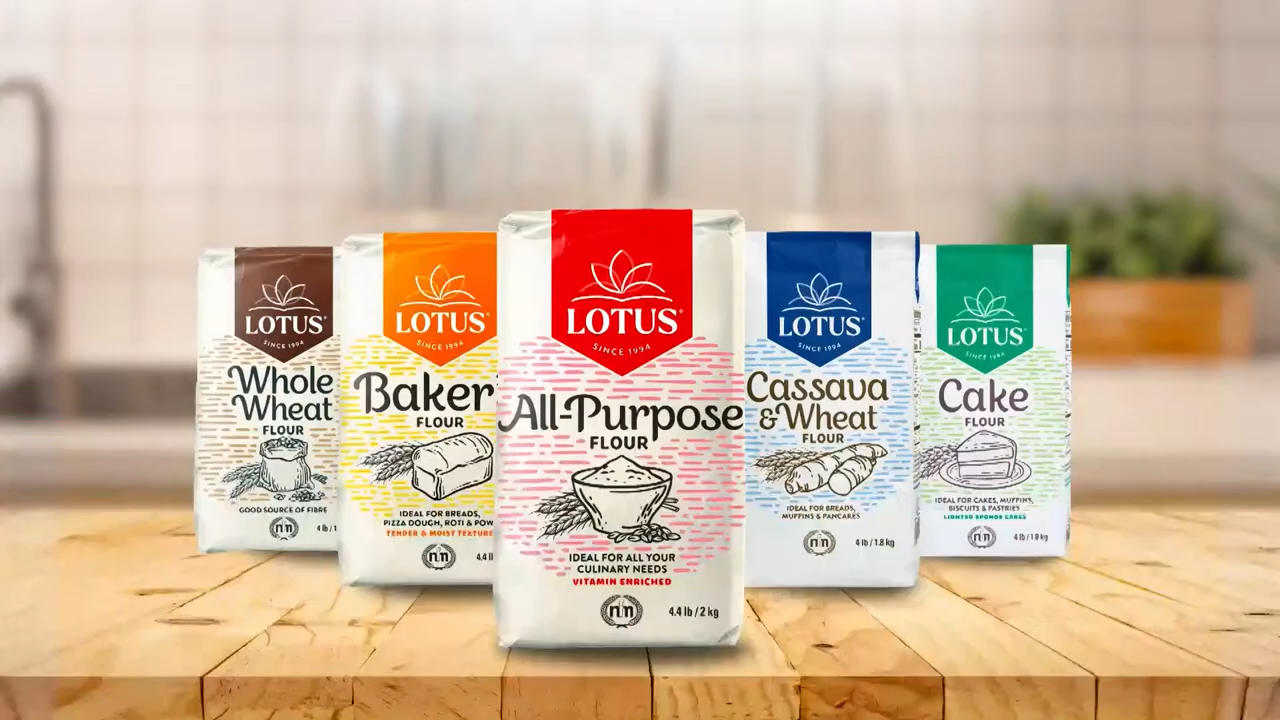 LOTUS
SINCE 1994
Whole
Wheat
FLOUR
GOOD SOURCE OF FIBRE
LOTUS
SINCE 1994
Baker'
FLOUR
IDEAL FOR BREADS,
PIZZA DOUGH, ROTI & POW
TENDER & MOIST TEXTURE
4.4 lb
LOTUS
SINCE 1994
All-Purpose
FLOUR
IDEAL FOR ALL YOUR
CULINARY NEEDS
VITAMIN ENRICHED
4.4 lb / 2 kg
LOTUS
SINCE 1994
Cassava
& Wheat
FLOUR
IDEAL FOR BREADS,
MUFFINS & PANCAKES
4 lb / 1.8 kg
LOTUS
SINCE 1994
Cake
FLOUR
IDEAL FOR CAKES, MUFFINS,
BISCUITS & PASTRIES
LIGHTER SPONGE CAKES
4 lb / 1.8 kg